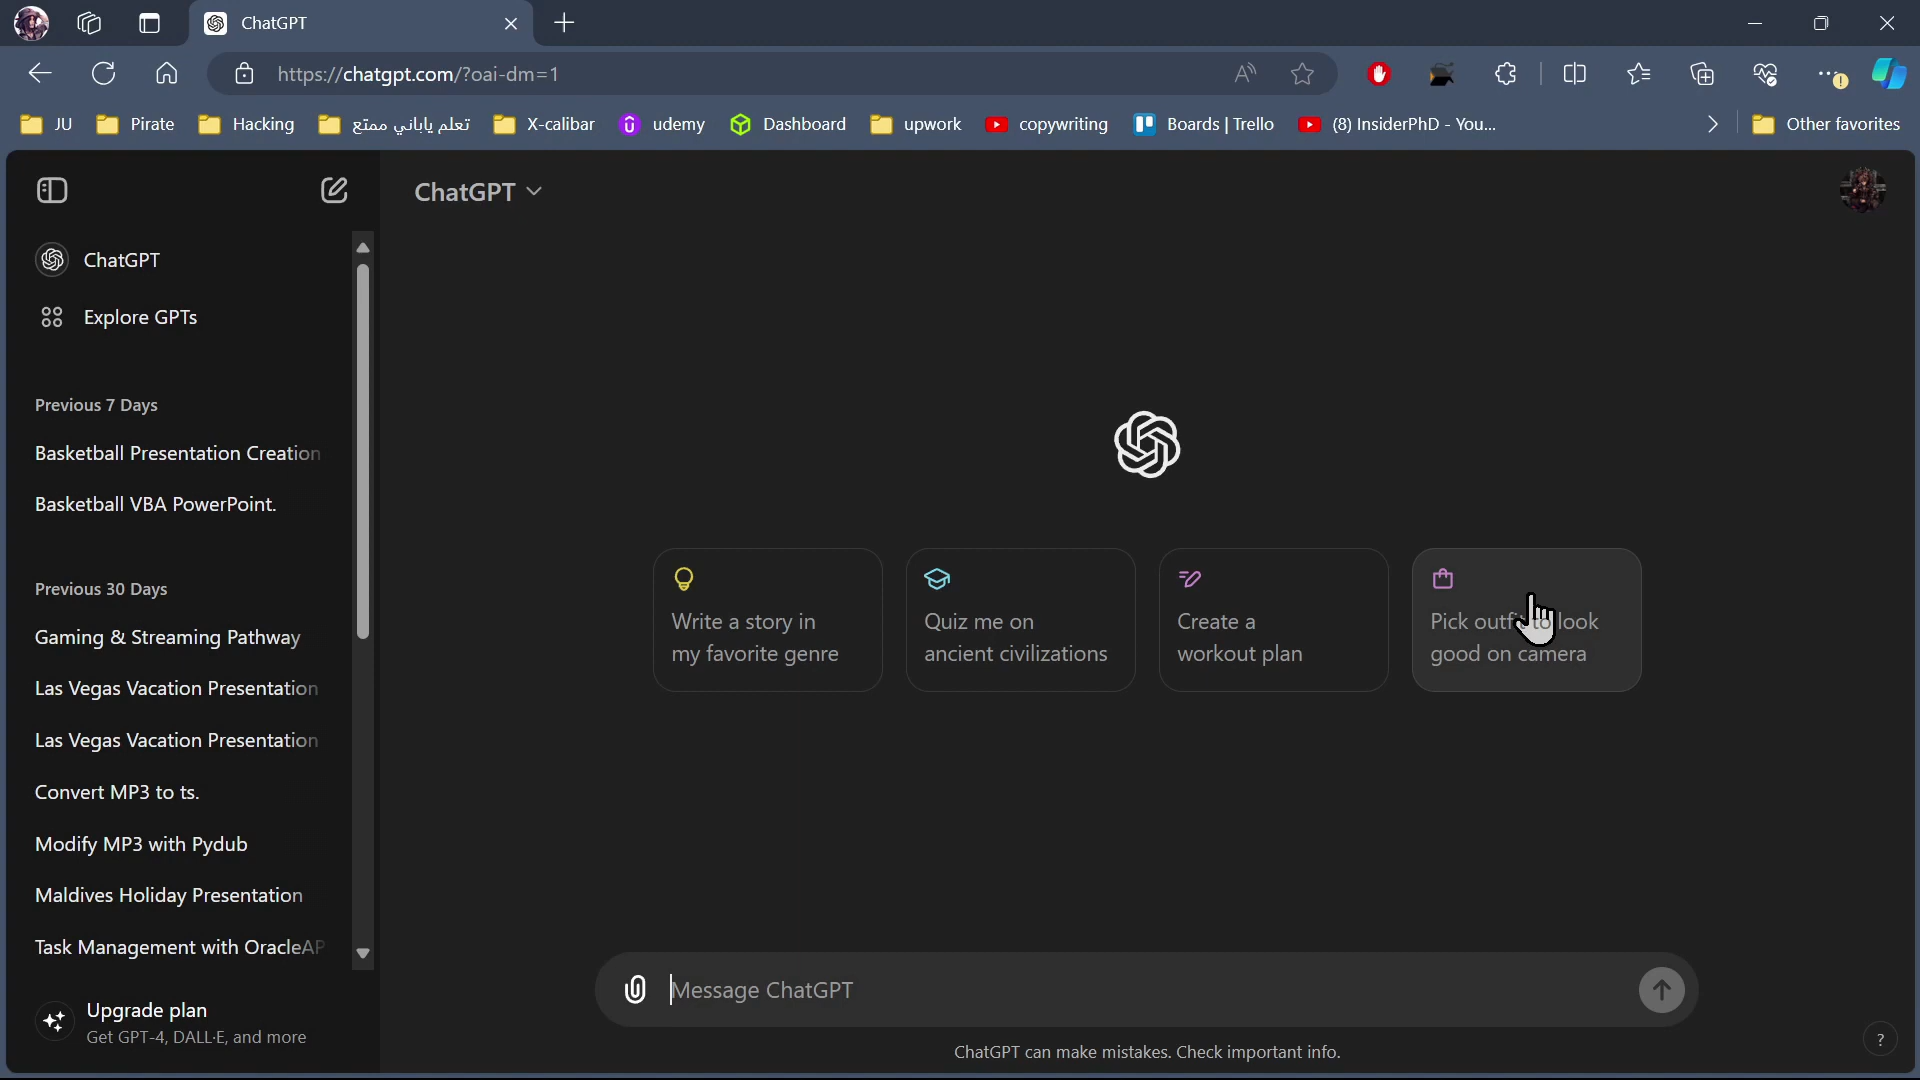 ChatGPT
https://chatgpt.com/?oai-dm=1
JU
Pirate
Hacking
تعلم ياباني ممتع
X-calibar
udemy
Dashboard
upwork
copywriting
Boards | Trello
(8) InsiderPhD - You...
Other favorites
ChatGPT
ChatGPT
Explore GPTs
Previous 7 Days
Basketball Presentation Creation
Basketball VBA PowerPoint.
Previous 30 Days
Gaming & Streaming Pathway
Las Vegas Vacation Presentation
Las Vegas Vacation Presentation
Convert MP3 to ts.
Modify MP3 with Pydub
Maldives Holiday Presentation
Task Management with OracleAP
Upgrade plan
Get GPT-4, DALL·E, and more
Write a story in
my favorite genre
Quiz me on
ancient civilizations
Create a
workout plan
Pick outfit to look
good on camera
Message ChatGPT
ChatGPT can make mistakes. Check important info.
?